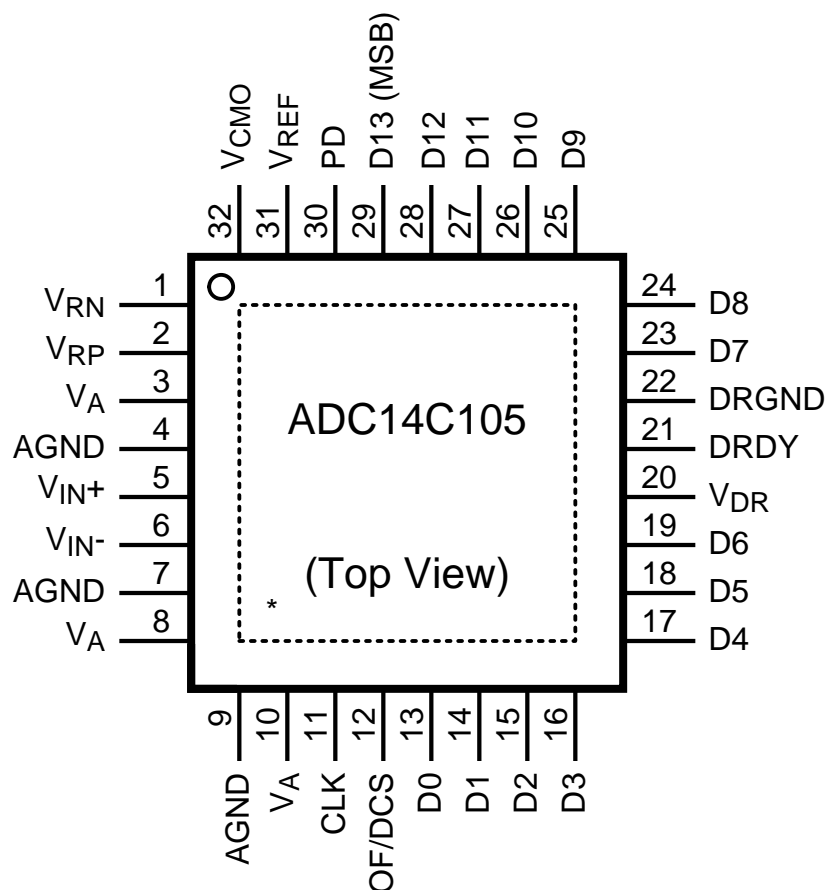 VCMO
VREF
PD
D13 (MSB)
D12
D11
D10
D9
32
31
30
29
28
27
26
25
VRN 1
VRP 2
VA 3
AGND 4
VIN+ 5
VIN- 6
AGND 7
VA 8
ADC14C105
(Top View)
*
24 D8
23 D7
22 DRGND
21 DRDY
20 VDR
19 D6
18 D5
17 D4
9
10
11
12
13
14
15
16
AGND
VA
CLK
OF/DCS
D0
D1
D2
D3